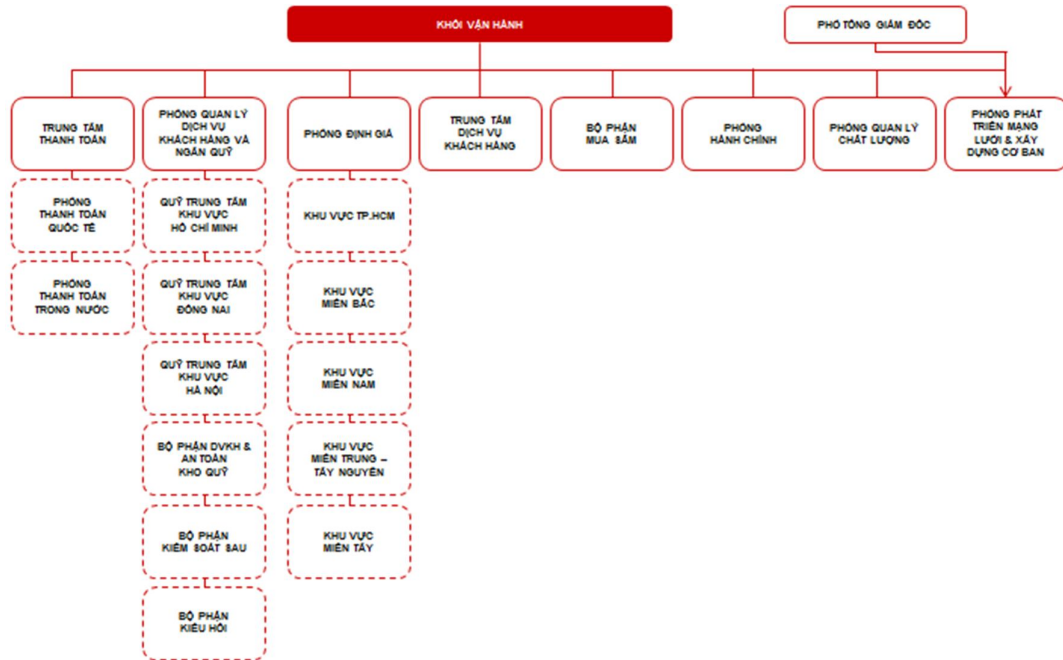 KHỐI VẬN HÀNH
PHÓ TỔNG GIÁM ĐỐC
TRUNG TÂM
THANH TOÁN
PHÒNG QUẢN LÝ
DỊCH VỤ
KHÁCH HÀNG VÀ
NGÂN QUỸ
PHÒNG ĐỊNH GIÁ
TRUNG TÂM
DỊCH VỤ
KHÁCH HÀNG
BỘ PHẬN
MUA SẮM
PHÒNG
HÀNH CHÍNH
PHÒNG QUẢN LÝ
CHẤT LƯỢNG
PHÒNG PHÁT
TRIỂN MẠNG
LƯỚI & XÂY
DỰNG CƠ BẢN
PHÒNG
THANH TOÁN
QUỐC TẾ
QUỸ TRUNG TÂM
KHU VỰC
HỒ CHÍ MINH
KHU VỰC TP.HCM
PHÒNG
THANH TOÁN
TRONG NƯỚC
QUỸ TRUNG TÂM
KHU VỰC
ĐỒNG NAI
KHU VỰC
MIỀN BẮC
QUỸ TRUNG TÂM
KHU VỰC
HÀ NỘI
KHU VỰC
MIỀN NAM
BỘ PHẬN DVKH &
AN TOÀN
KHO QUỸ
KHU VỰC
MIỀN TRUNG –
TÂY NGUYÊN
BỘ PHẬN
KIỂM SOÁT SAU
KHU VỰC
MIỀN TÂY
BỘ PHẬN
KIỀU HỐI